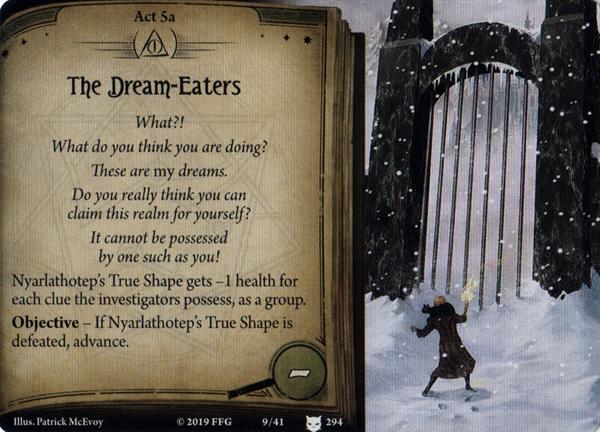 Act 5a
The Dream-Eaters
What?!
What do you think you are doing?
These are my dreams.
Do you really think you can
claim this realm for yourself?
It cannot be possessed
by one such as you!
Nyarlathotep's True Shape gets –1 health for
each clue the investigators possess, as a group.
Objective – If Nyarlathotep's True Shape is
defeated, advance.
–
Illus. Patrick McEvoy © 2019 FFG 9/41 294